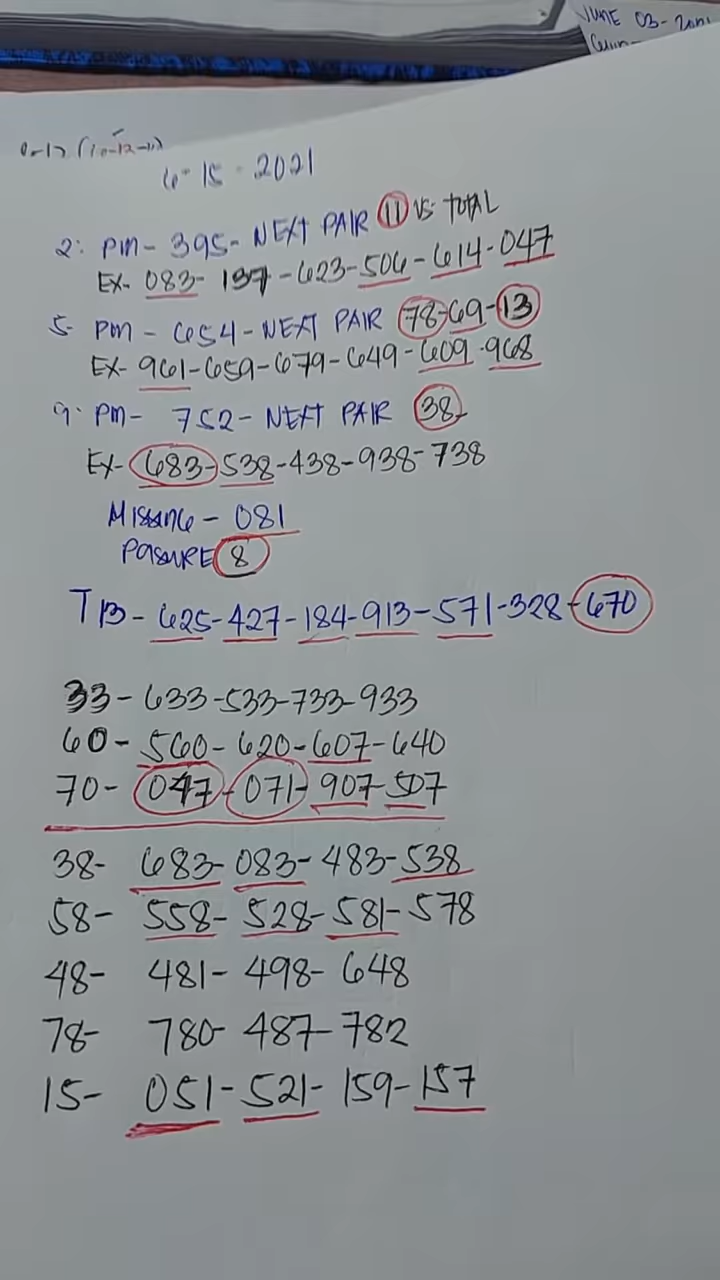 JUNE 03-
6-15-2021
2: PM- 395- NEXT PAIR 11 VS TOTAL
EX- 083- 137-623-506-614-047
5- PM- 654-NEXT PAIR 78-69-13
EX- 961-659-679-649-609-968
9: PM- 752-NEXT PAIR 38-
EX- 683-538-438-938-738
MISSING- 081
PASURE 8
TB- 625-427-184-913-571-328-670
33- 633-533-733-933
60- 560-620-607-640
70- 047-071-907-507
38- 683-083-483-538
58- 558-528-581-578
48- 481-498-648
78- 780-487-782
15- 051-521-159-157